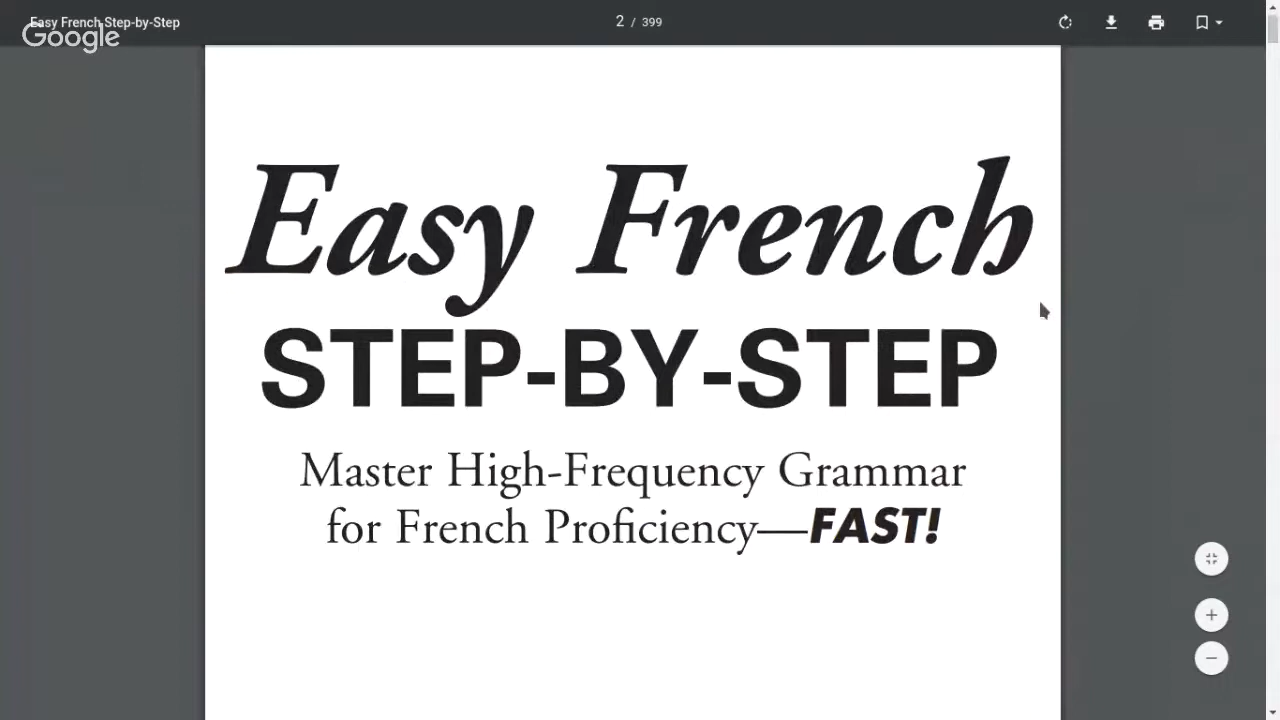 Easy French Step-by-Step
2 / 399
Google
Easy French
STEP-BY-STEP
Master High-Frequency Grammar
for French Proficiency—FAST!